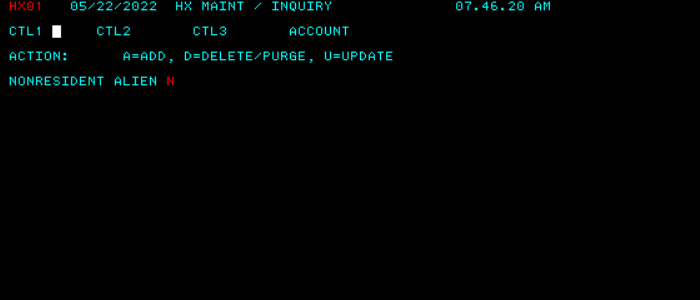 HX01 05/22/2022 HX MAINT / INQUIRY 07.46.20 AM
CTL1 CTL2 CTL3 ACCOUNT
ACTION: A=ADD, D=DELETE/PURGE, U=UPDATE
NONRESIDENT ALIEN N